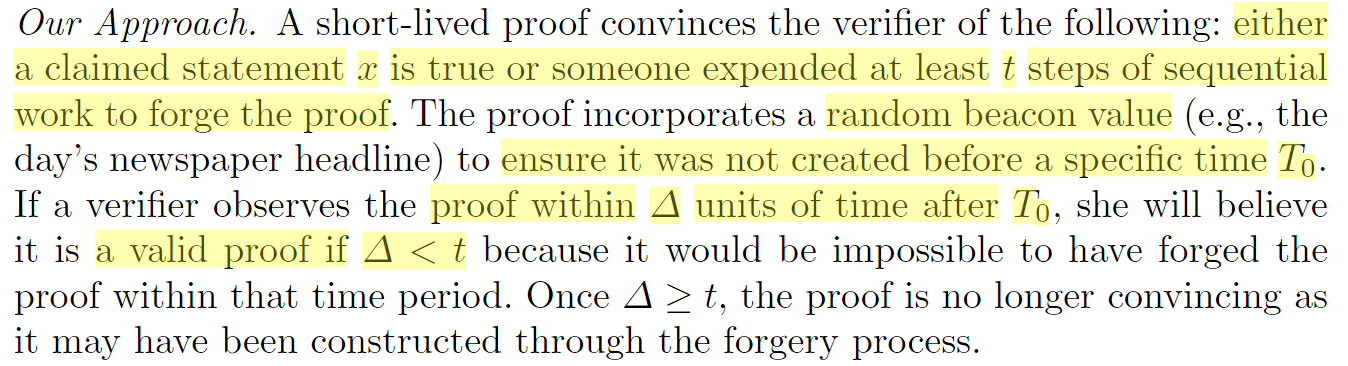 Our Approach. A short-lived proof convinces the verifier of the following: either
a claimed statement x is true or someone expended at least t steps of sequential
work to forge the proof. The proof incorporates a random beacon value (e.g., the
day's newspaper headline) to ensure it was not created before a specific time T₀.
If a verifier observes the proof within Δ units of time after T₀, she will believe
it is a valid proof if Δ < t because it would be impossible to have forged the
proof within that time period. Once Δ ≥ t, the proof is no longer convincing as
it may have been constructed through the forgery process.